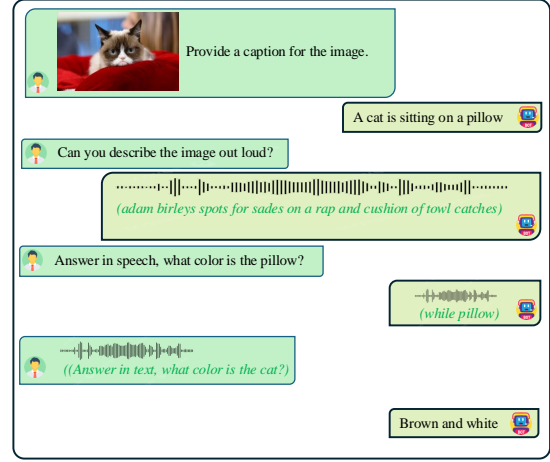 Provide a caption for the image.
A cat is sitting on a pillow
Can you describe the image out loud?
(adam birleys spots for sades on a rap and cushion of towl catches)
Answer in speech, what color is the pillow?
(while pillow)
((Answer in text, what color is the cat?)
Brown and white